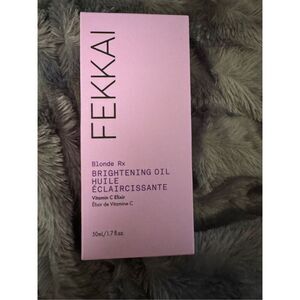 FEKKAI
Blonde Rx
BRIGHTENING OIL
HUILE
ÉCLAIRCISSANTE
Vitamin C Elixir
Élixir de Vitamine C
50ml/1.7 fl.oz.